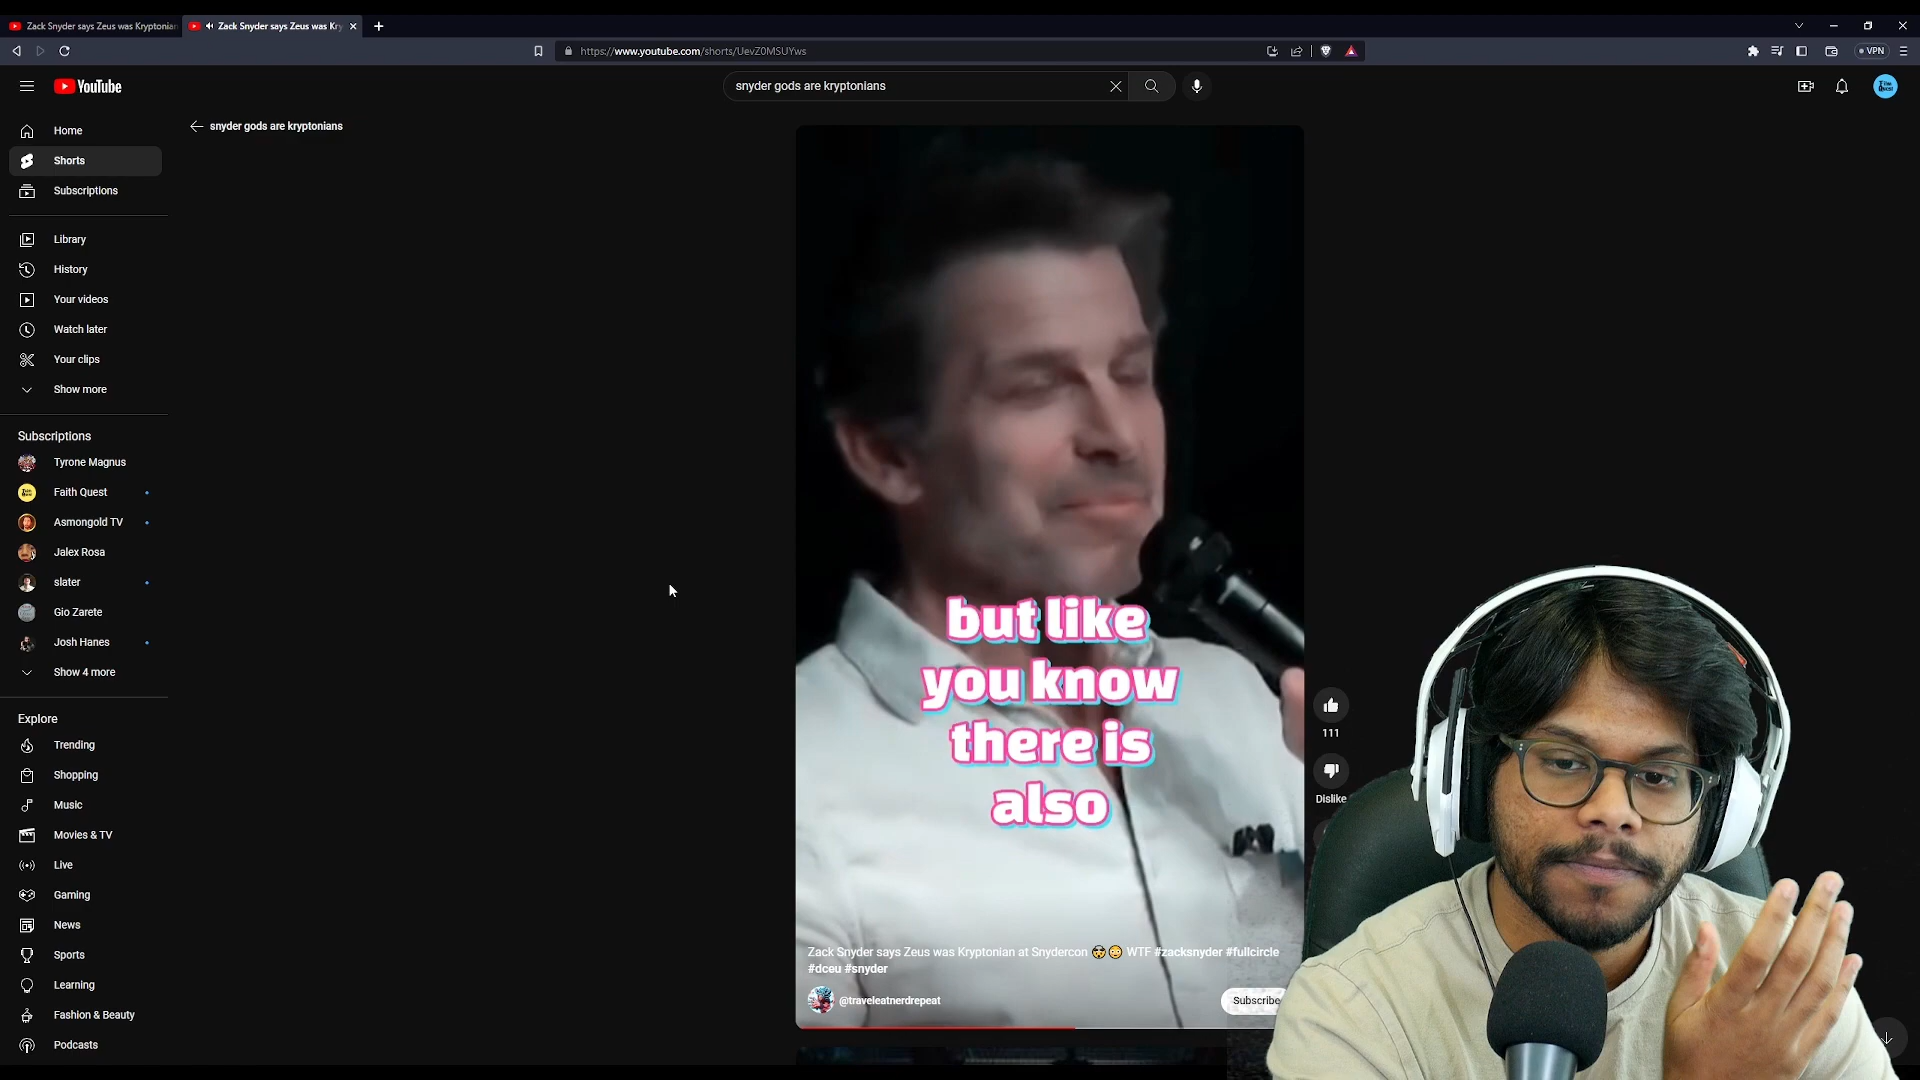 Zack Snyder says Zeus was Kryptonian
Zack Snyder says Zeus was Kry
https://www.youtube.com/shorts/UevZ0MSUYws
VPN
YouTube
snyder gods are kryptonians
Home
Shorts
Subscriptions
Library
History
Your videos
Watch later
Your clips
Show more
Subscriptions
Tyrone Magnus
Faith Quest
Asmongold TV
Jalex Rosa
slater
Gio Zarete
Josh Hanes
Show 4 more
Explore
Trending
Shopping
Music
Movies & TV
Live
Gaming
News
Sports
Learning
Fashion & Beauty
Podcasts
snyder gods are kryptonians
but like
you know
there is
also
Zack Snyder says Zeus was Kryptonian at Snydercon 🤯😳 WTF #zacksnyder #fullcircle
#dceu #snyder
@traveleatnerdrepeat
Subscribe
111
Dislike